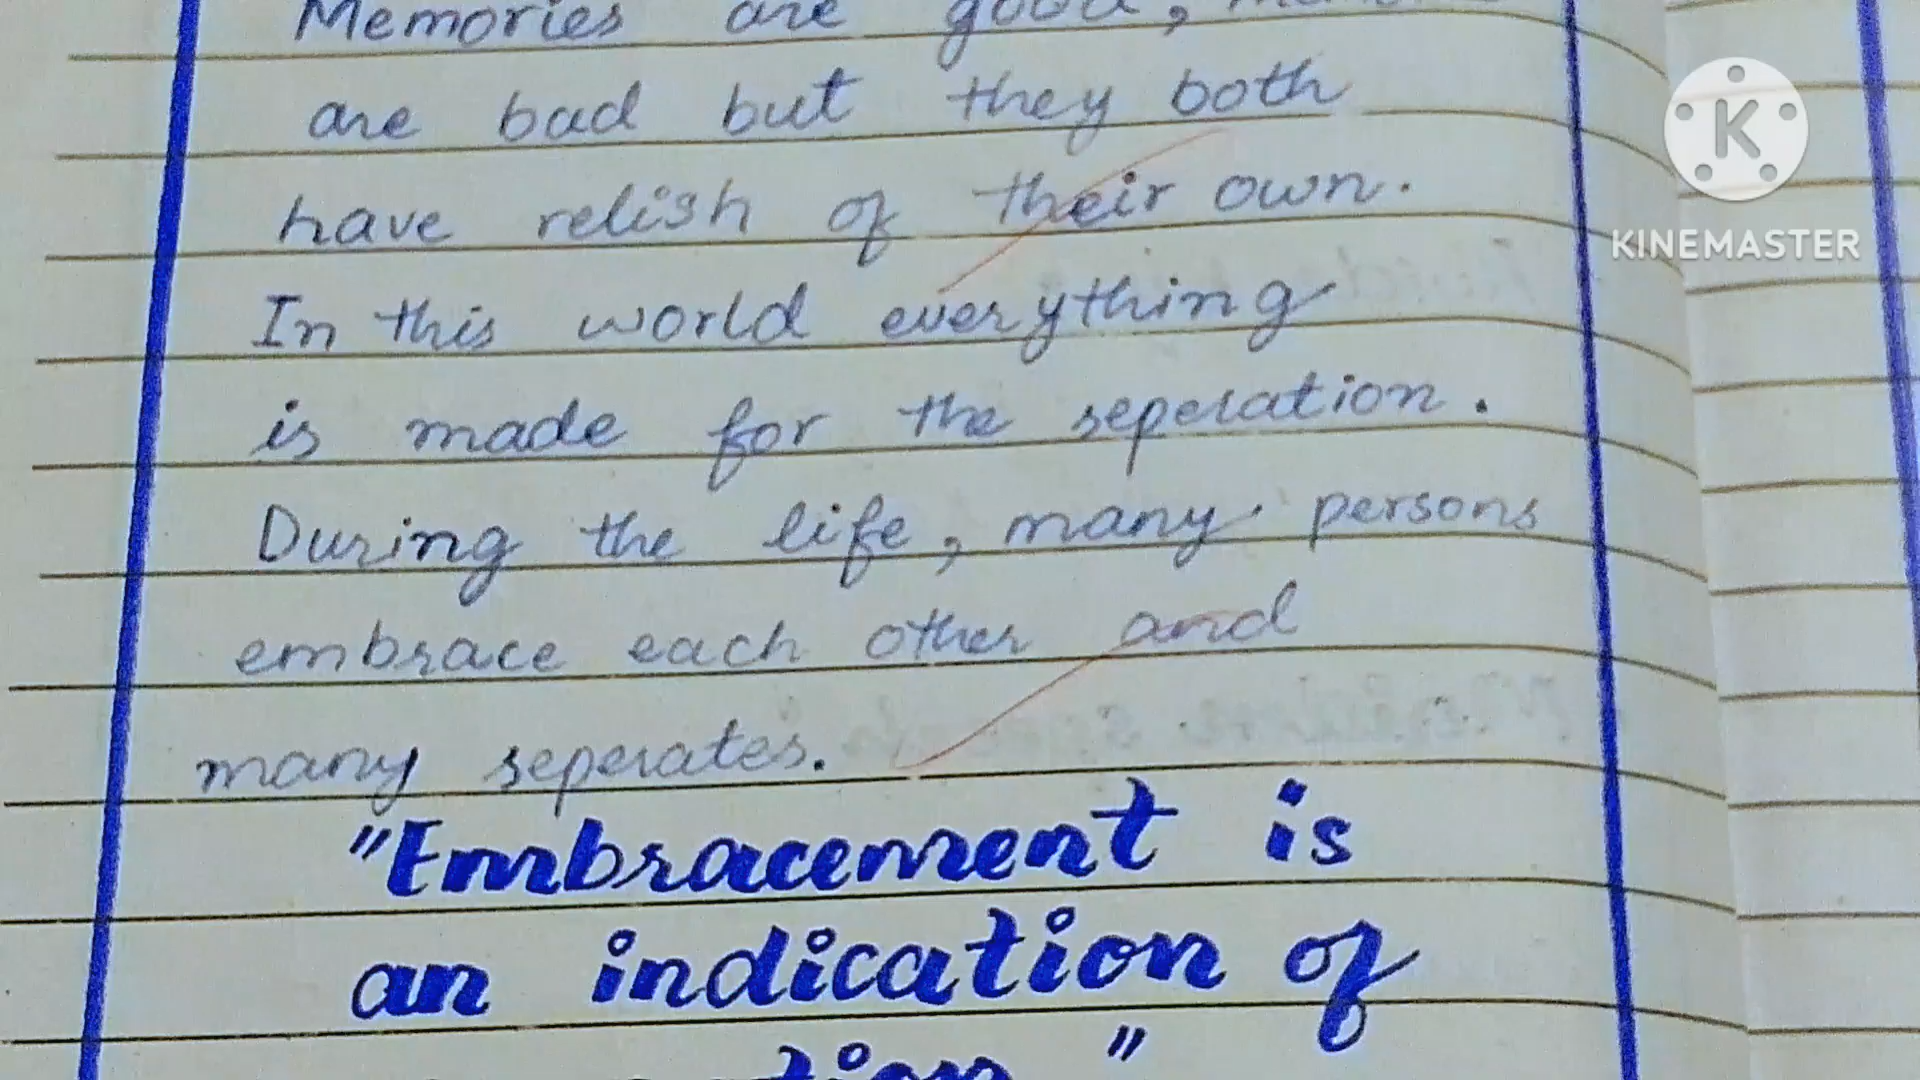 Memories are good,
are bad but they both
have relish of their own.
In this world everything
is made for the seperation.
During the life, many persons
embrace each other and
many seperates.
"Embracement is
an indication of
"
K
KINEMASTER